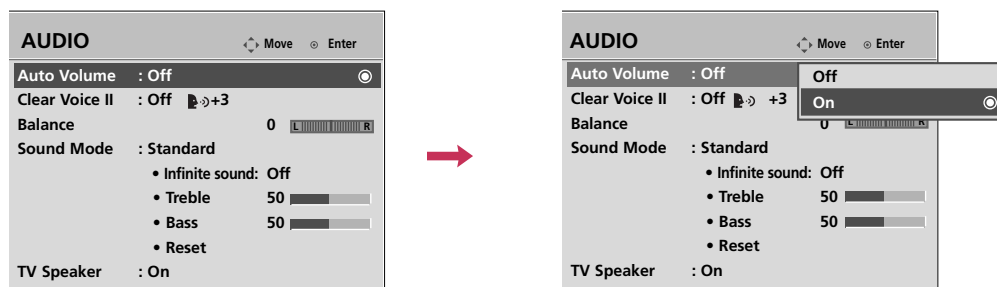 AUDIO
Move Enter
Auto Volume : Off
Clear Voice II : Off +3
Balance 0 L R
Sound Mode : Standard
• Infinite sound: Off
• Treble 50
• Bass 50
• Reset
TV Speaker : On
AUDIO
Move Enter
Auto Volume : Off
Off
On
Clear Voice II : Off +3
Balance 0 L R
Sound Mode : Standard
• Infinite sound: Off
• Treble 50
• Bass 50
• Reset
TV Speaker : On